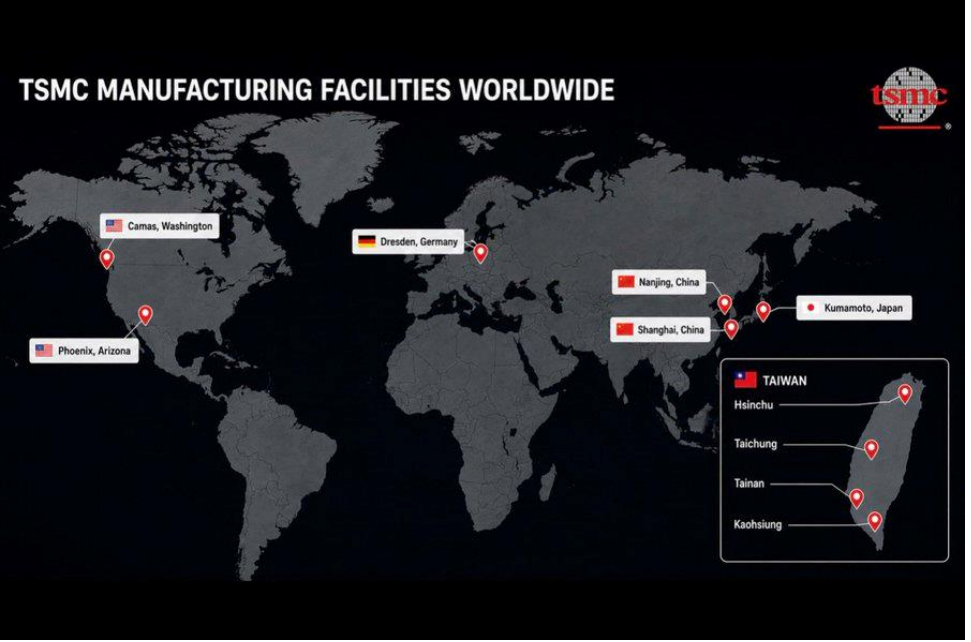 TSMC MANUFACTURING FACILITIES WORLDWIDE
tsmc
®
Camas, Washington
Dresden, Germany
Nanjing, China
Kumamoto, Japan
Shanghai, China
Phoenix, Arizona
TAIWAN
Hsinchu
Taichung
Tainan
Kaohsiung